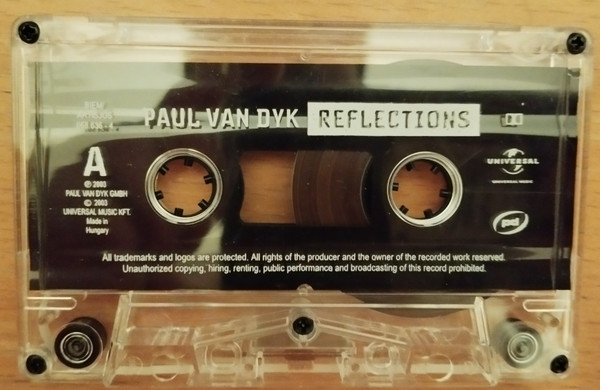 PAUL VAN DYK REFLECTIONS
A
℗ 2003
PAUL VAN DYK GMBH
© 2003
UNIVERSAL MUSIC KFT.
Made in
Hungary
UNIVERSAL
UNIVERSAL MUSIC
All trademarks and logos are protected. All rights of the producer and the owner of the recorded work reserved.
Unauthorized copying, hiring, renting, public performance and broadcasting of this record prohibited.